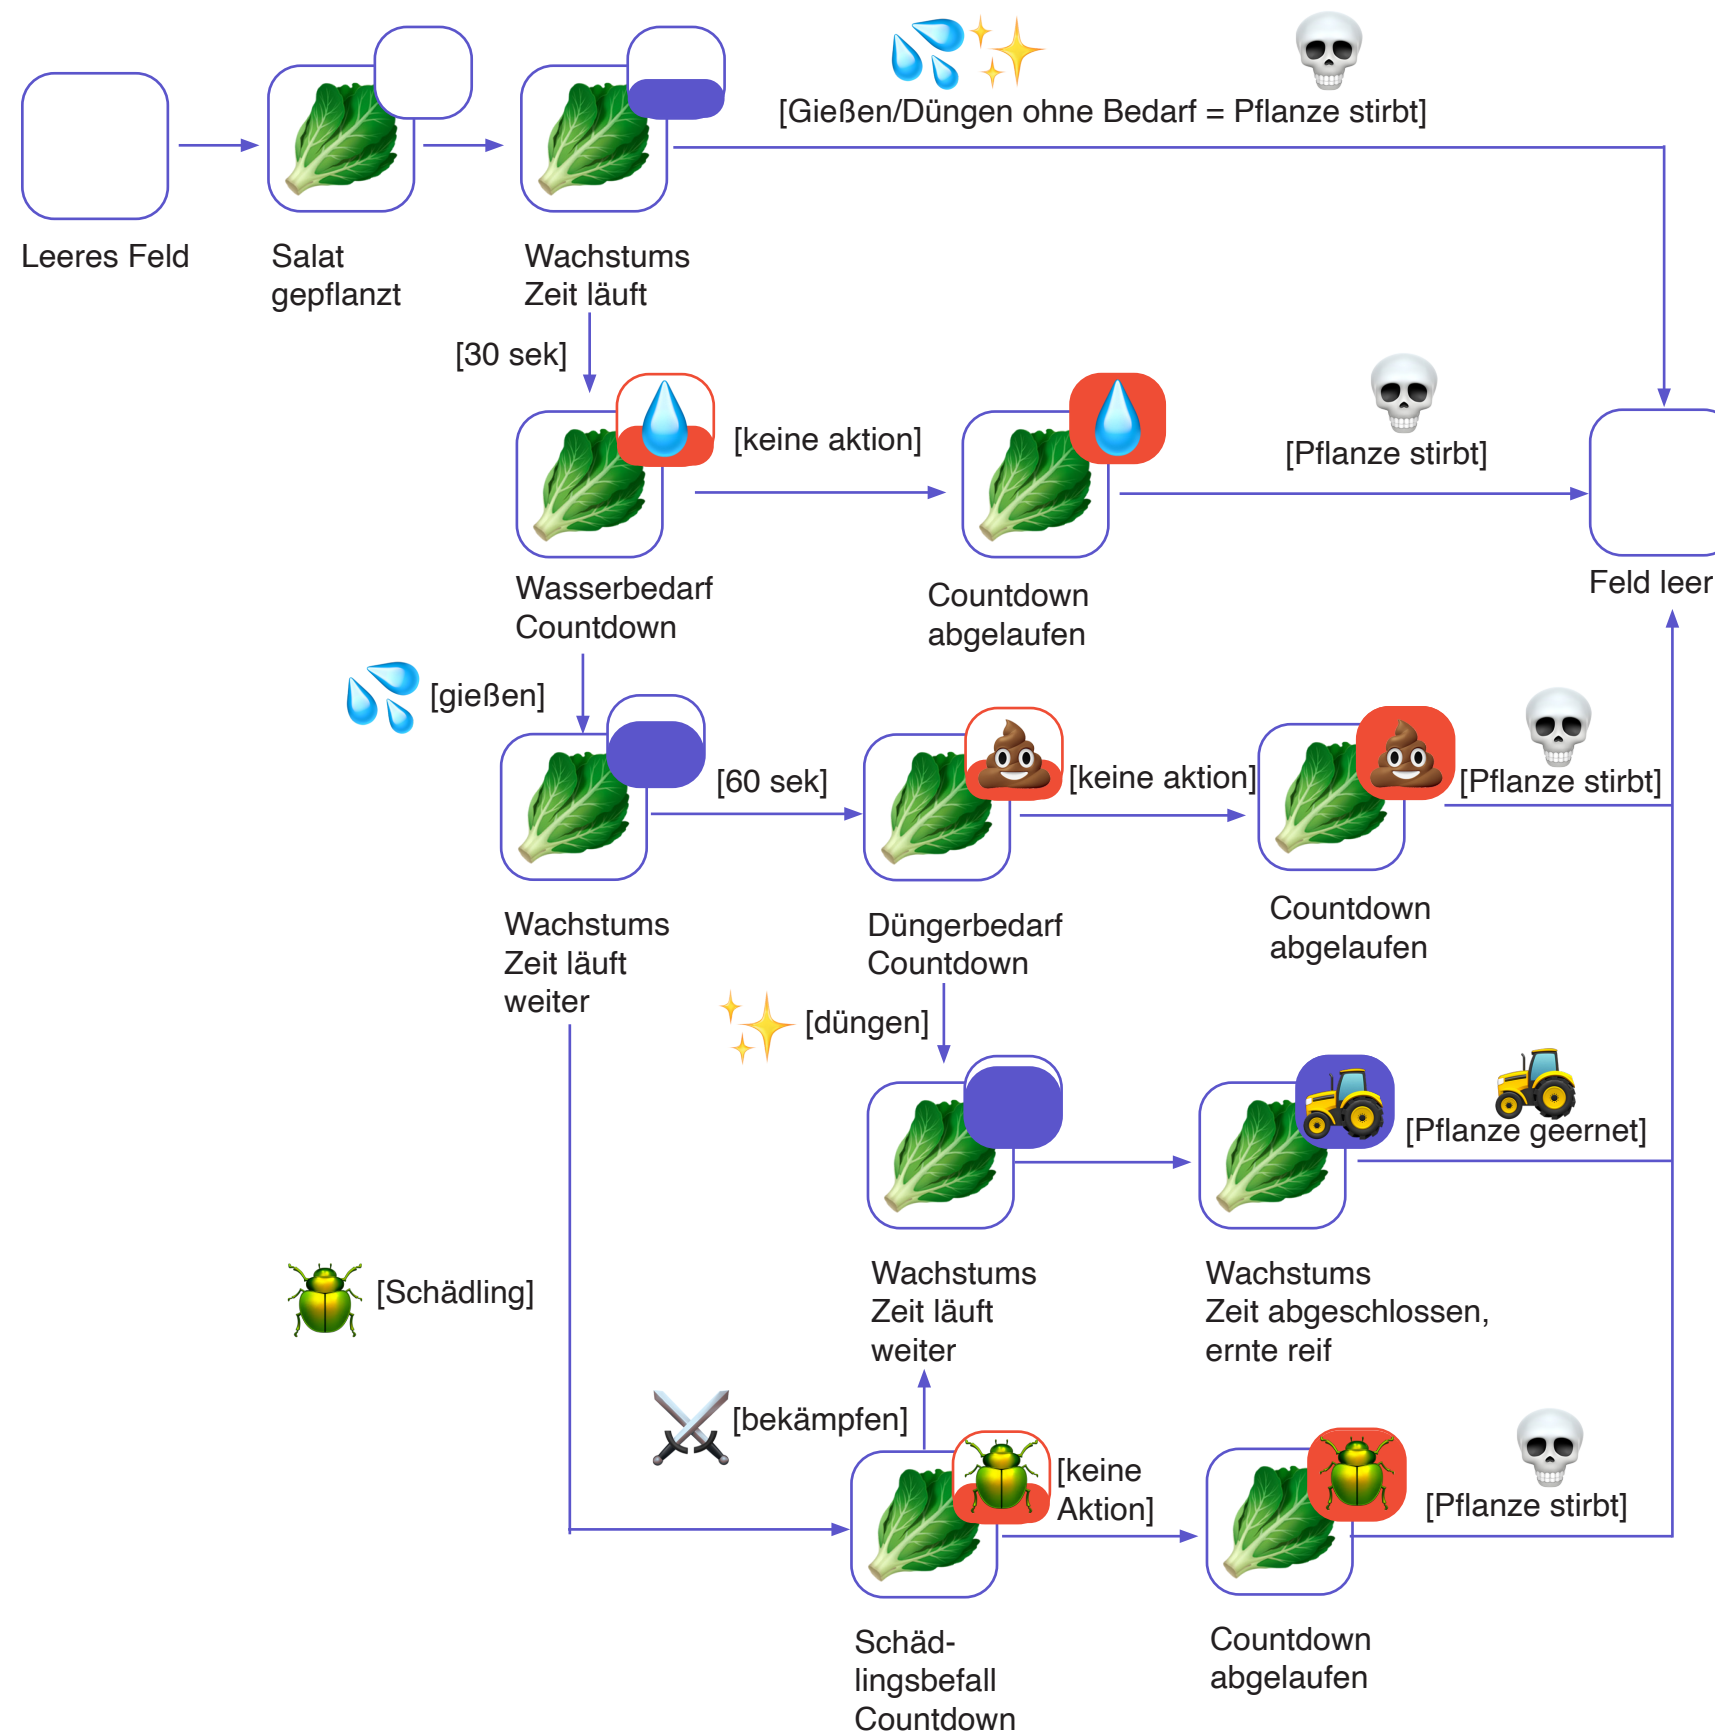 [Gießen/Düngen ohne Bedarf = Pflanze stirbt]
Leeres Feld
Salat
gepflanzt
Wachstums
Zeit läuft
[30 sek]
[keine aktion]
[Pflanze stirbt]
Wasserbedarf
Countdown
Countdown
abgelaufen
Feld leer
[gießen]
[60 sek]
[keine aktion]
[Pflanze stirbt]
Wachstums
Zeit läuft
weiter
Düngerbedarf
Countdown
Countdown
abgelaufen
[düngen]
[Pflanze geernet]
[Schädling]
Wachstums
Zeit läuft
weiter
Wachstums
Zeit abgeschlossen,
ernte reif
[bekämpfen]
[keine
Aktion]
[Pflanze stirbt]
Schäd-
lingsbefall
Countdown
Countdown
abgelaufen